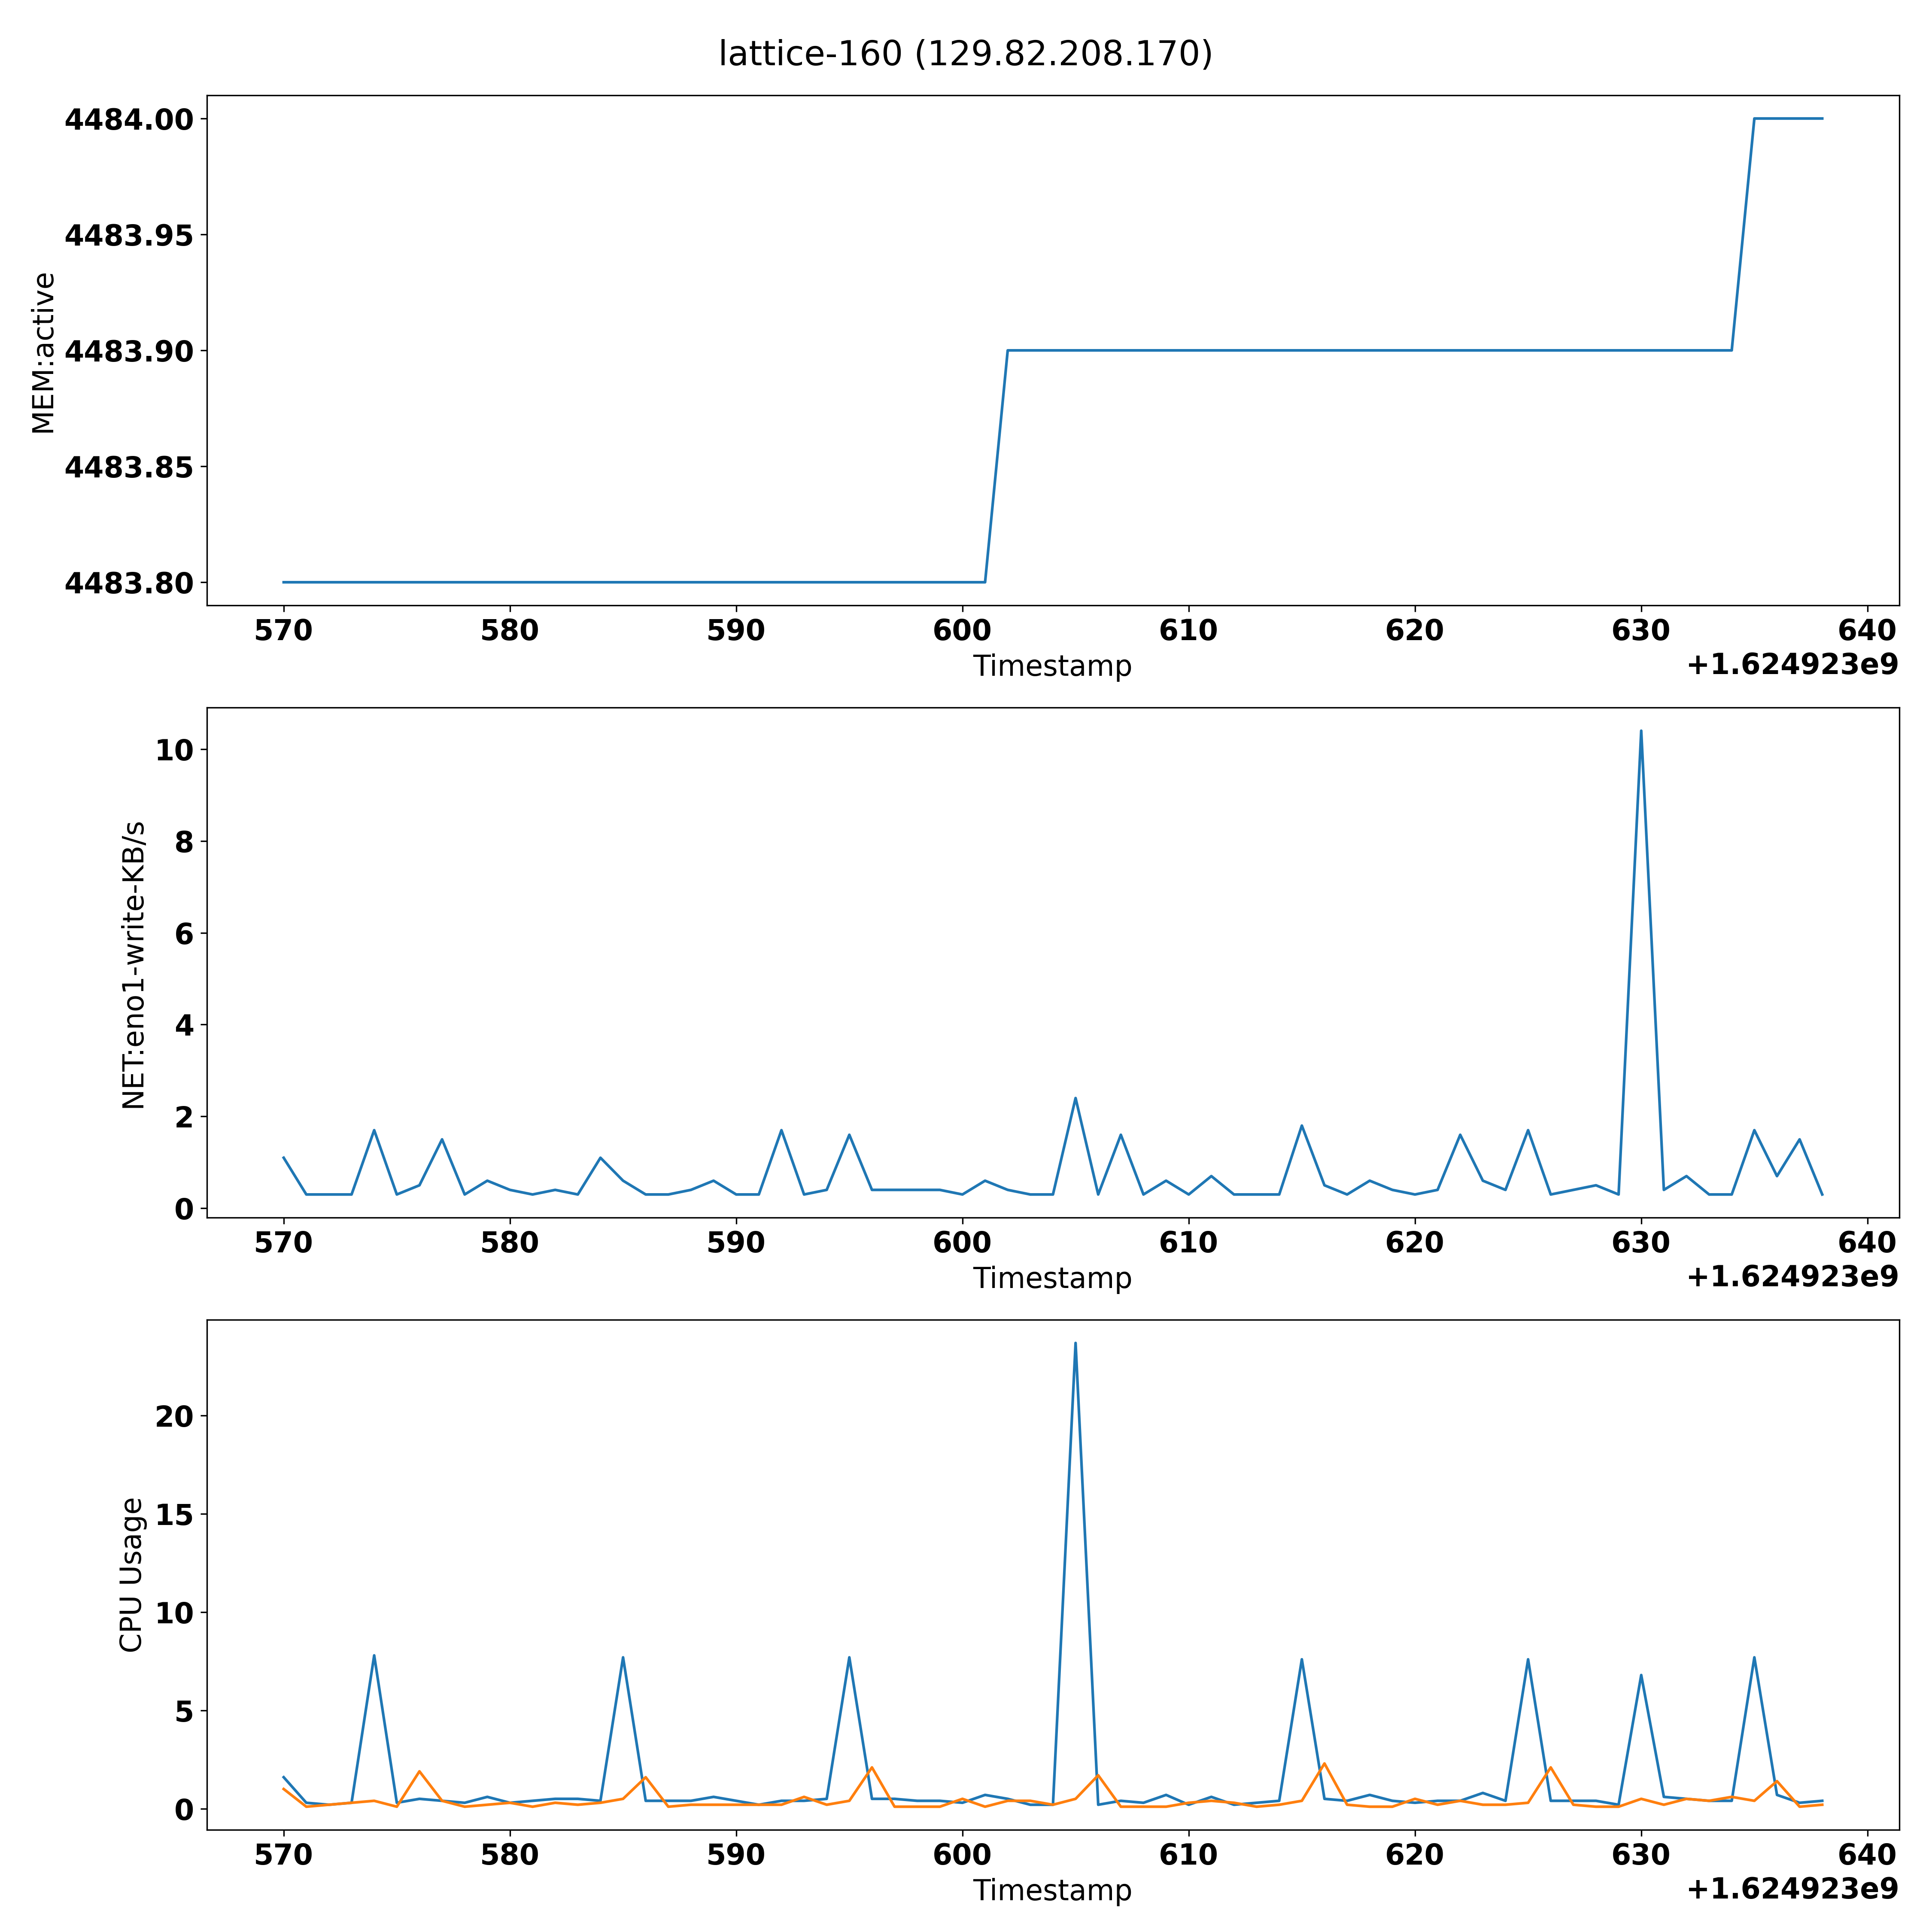 lattice-160 (129.82.208.170)
4484.00
4483.95
4483.90
4483.85
4483.80
MEM:active
570 580 590 600 610 620 630 640
Timestamp
+1.624923e9
10
8
6
4
2
0
NET:eno1-write-KB/s
570 580 590 600 610 620 630 640
Timestamp
+1.624923e9
20
15
10
5
0
CPU Usage
570 580 590 600 610 620 630 640
Timestamp
+1.624923e9